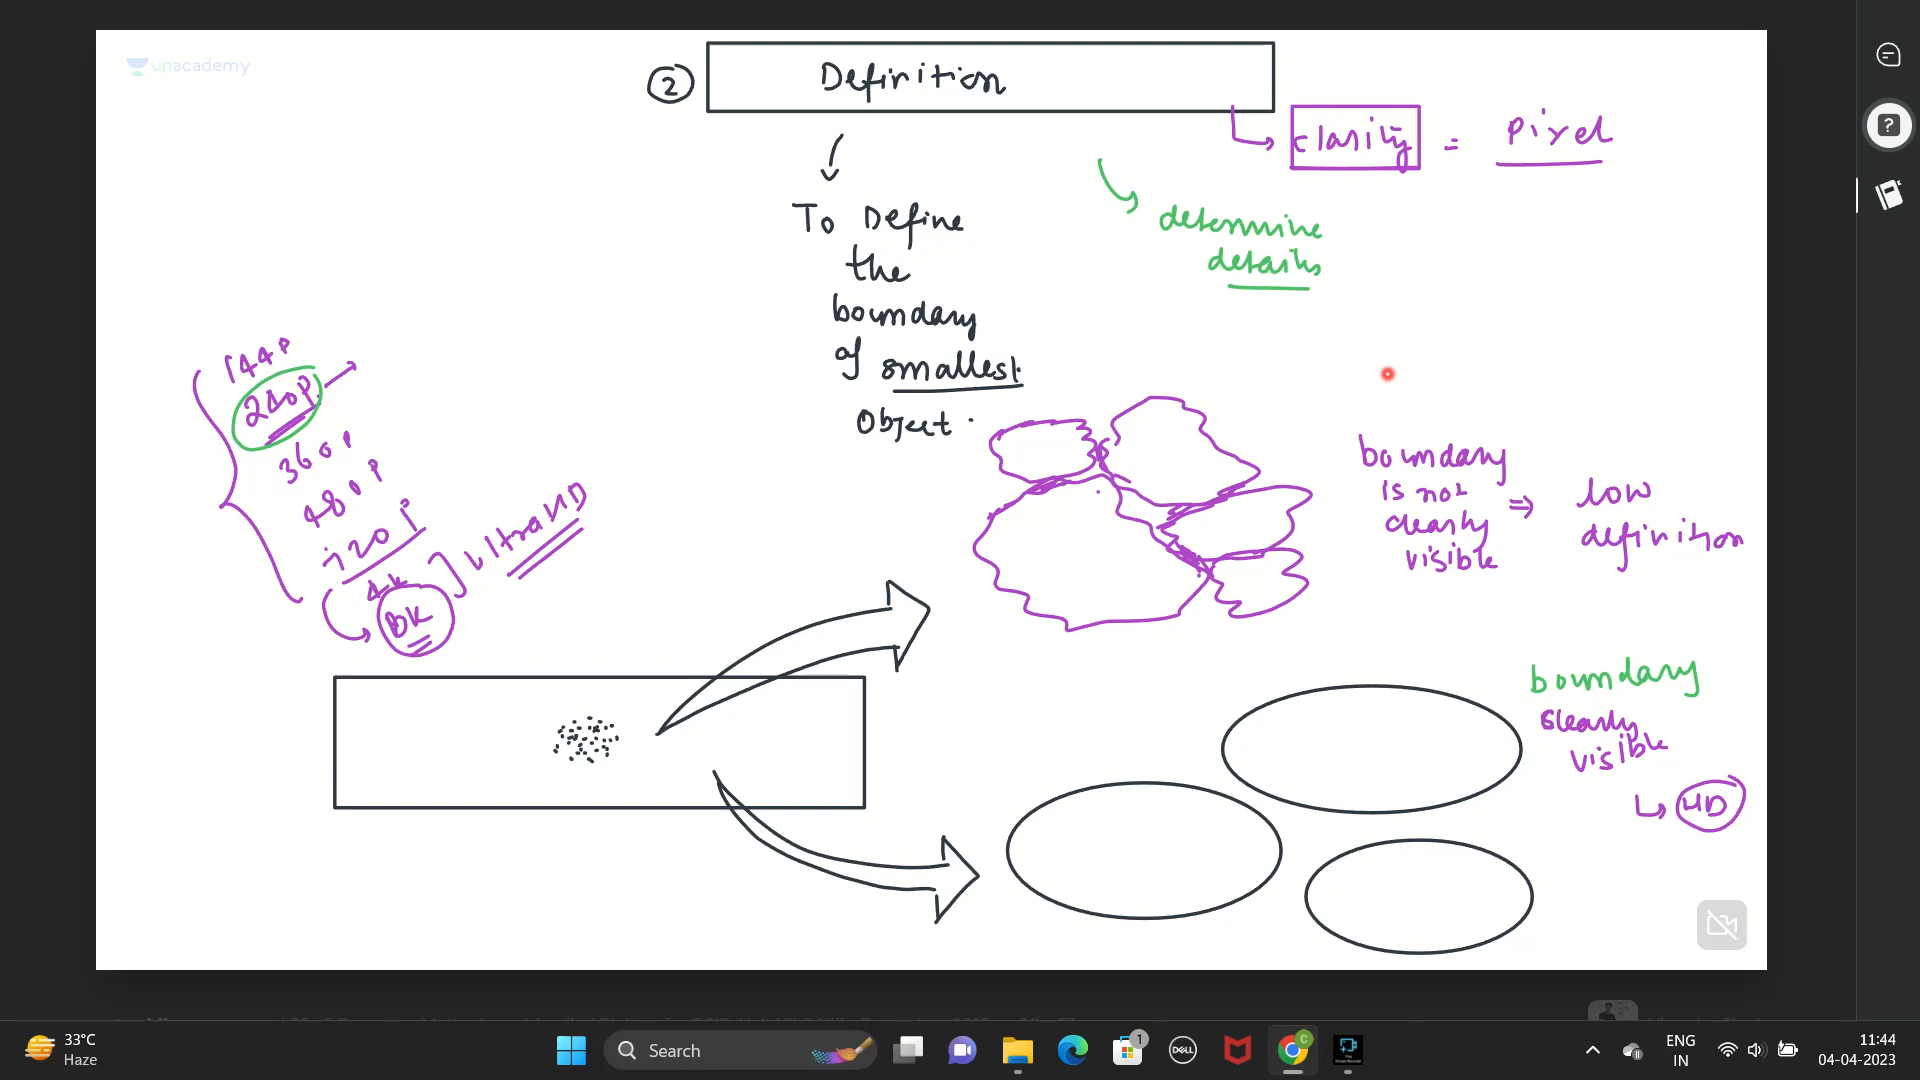 unacademy
2
Definition
clarity = Pixel
determine
details
To Define
the
boundary
of smallest
Object.
144P
240P
360P
480P
720P
4k
8K
Ultra HD
boundary
is not
clearly
visible
⇒
low
definition
boundary
clearly
visible
HD
33°C
Haze
Search
1
DELL
C
ENG
IN
11:44
04-04-2023